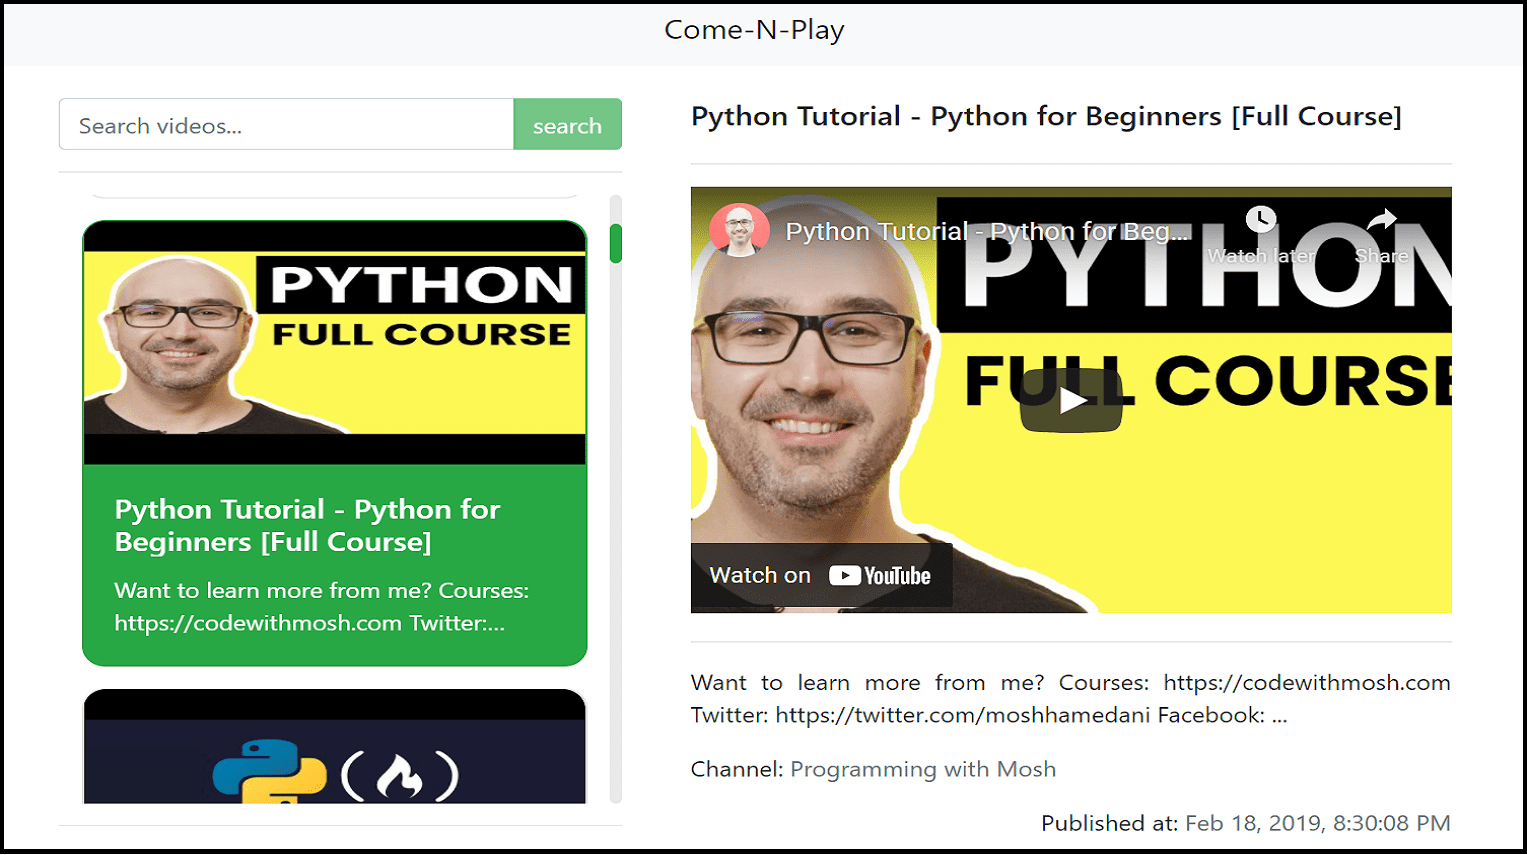 Come-N-Play
Search videos...
search
PYTHON
FULL COURSE
Python Tutorial - Python for
Beginners [Full Course]
Want to learn more from me? Courses:
https://codewithmosh.com Twitter:...
Python Tutorial - Python for Beginners [Full Course]
Python Tutorial - Python for Beg...
Watch later
Share
PYTHON
FULL COURSE
Watch on YouTube
Want to learn more from me? Courses: https://codewithmosh.com
Twitter: https://twitter.com/moshhamedani Facebook: ...
Channel: Programming with Mosh
Published at: Feb 18, 2019, 8:30:08 PM